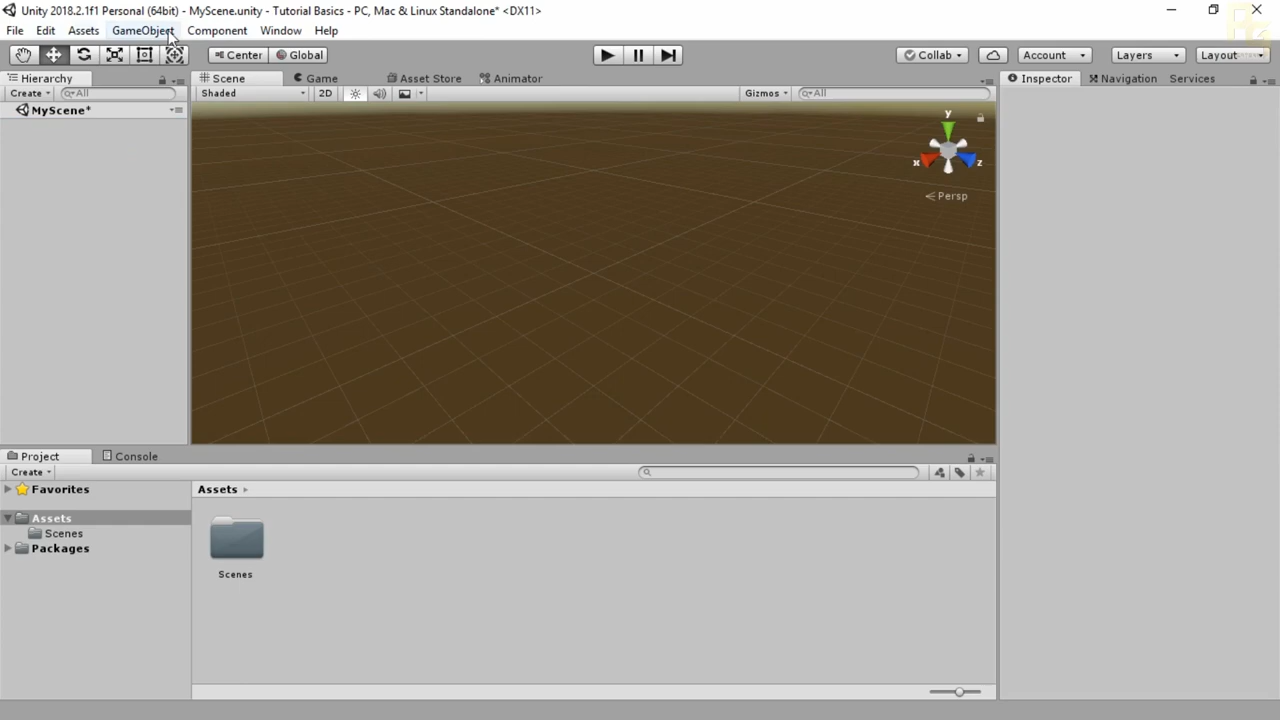 Unity 2018.2.1f1 Personal (64bit) - MyScene.unity - Tutorial Basics - PC, Mac & Linux Standalone* <DX11>
File Edit Assets GameObject Component Window Help
Center Global Collab Account Layers Layout
Hierarchy Scene Game Asset Store Animator Inspector Navigation Services
Create All Shaded 2D Gizmos All
MyScene*
y
x z
Persp
Project Console
Create
Favorites Assets
Assets
Scenes
Packages
Scenes